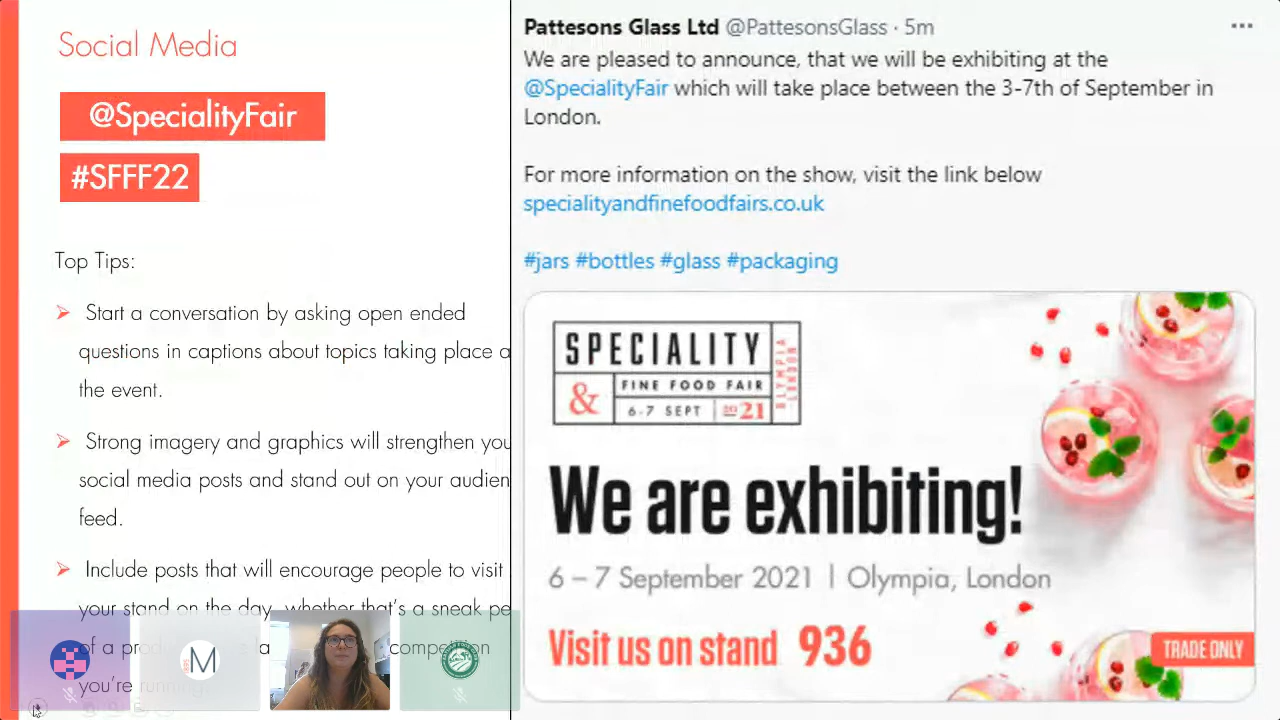 Social Media
@SpecialityFair
#SFFF22
Top Tips:
Start a conversation by asking open ended
questions in captions about topics taking place a
the event.
Strong imagery and graphics will strengthen you
social media posts and stand out on your audien
feed.
Include posts that will encourage people to visit
your stand on the day, whether that's a sneak pe
of a prod
competition
you're running.
M
Pattesons Glass Ltd @PattesonsGlass · 5m
We are pleased to announce, that we will be exhibiting at the
@SpecialityFair which will take place between the 3-7th of September in
London.
For more information on the show, visit the link below
specialityandfinefoodfairs.co.uk
#jars #bottles #glass #packaging
SPECIALITY
& FINE FOOD FAIR
6-7 SEPT 2021
OLYMPIA LONDON
We are exhibiting!
6 – 7 September 2021 | Olympia, London
Visit us on stand 936
TRADE ONLY